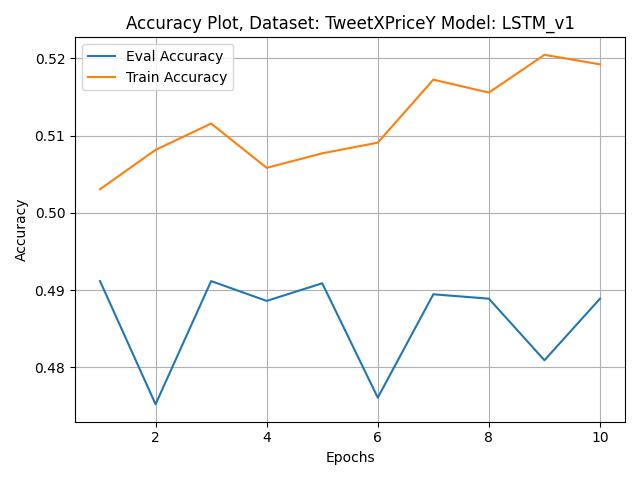 Accuracy Plot, Dataset: TweetXPriceY Model: LSTM_v1
Eval Accuracy
Train Accuracy
0.52
0.51
0.50
0.49
0.48
Accuracy
2 4 6 8 10
Epochs